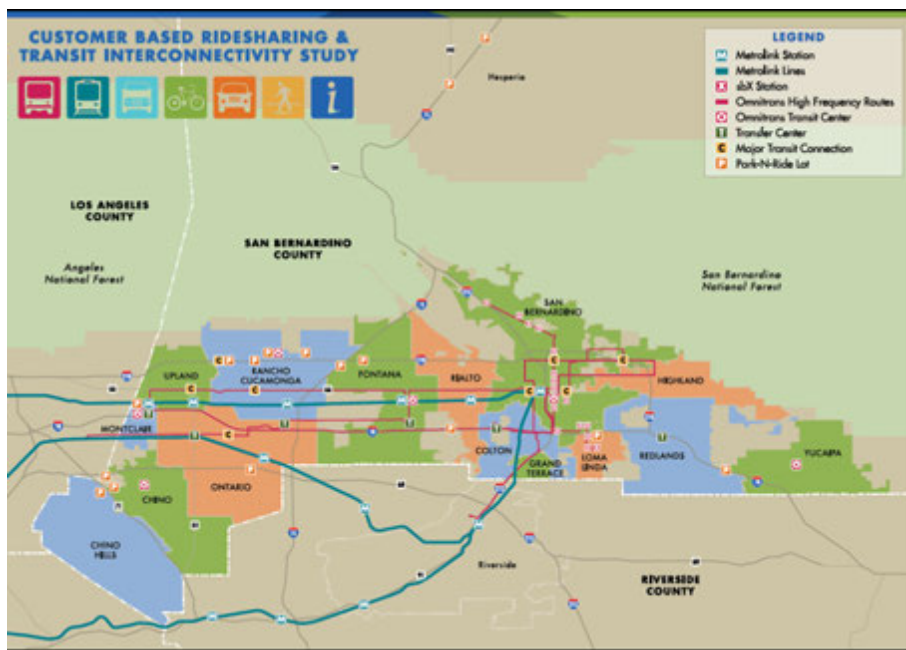 CUSTOMER BASED RIDESHARING &
TRANSIT INTERCONNECTIVITY STUDY
LEGEND
Metrolink Station
Metrolink Lines
sbX Station
Omnitrans High Frequency Routes
Omnitrans Transit Center
Transfer Center
Major Transit Connection
Park-N-Ride Lot
Hesperia
LOS ANGELES
COUNTY
SAN BERNARDINO
COUNTY
Angeles
National Forest
San Bernardino
National Forest
SAN
BERNARDINO
UPLAND
RANCHO
CUCAMONGA
FONTANA
RIALTO
HIGHLAND
MONTCLAIR
COLTON
GRAND
TERRACE
LOMA
LINDA
REDLANDS
YUCAIPA
CHINO
ONTARIO
CHINO
HILLS
Riverside
RIVERSIDE
COUNTY